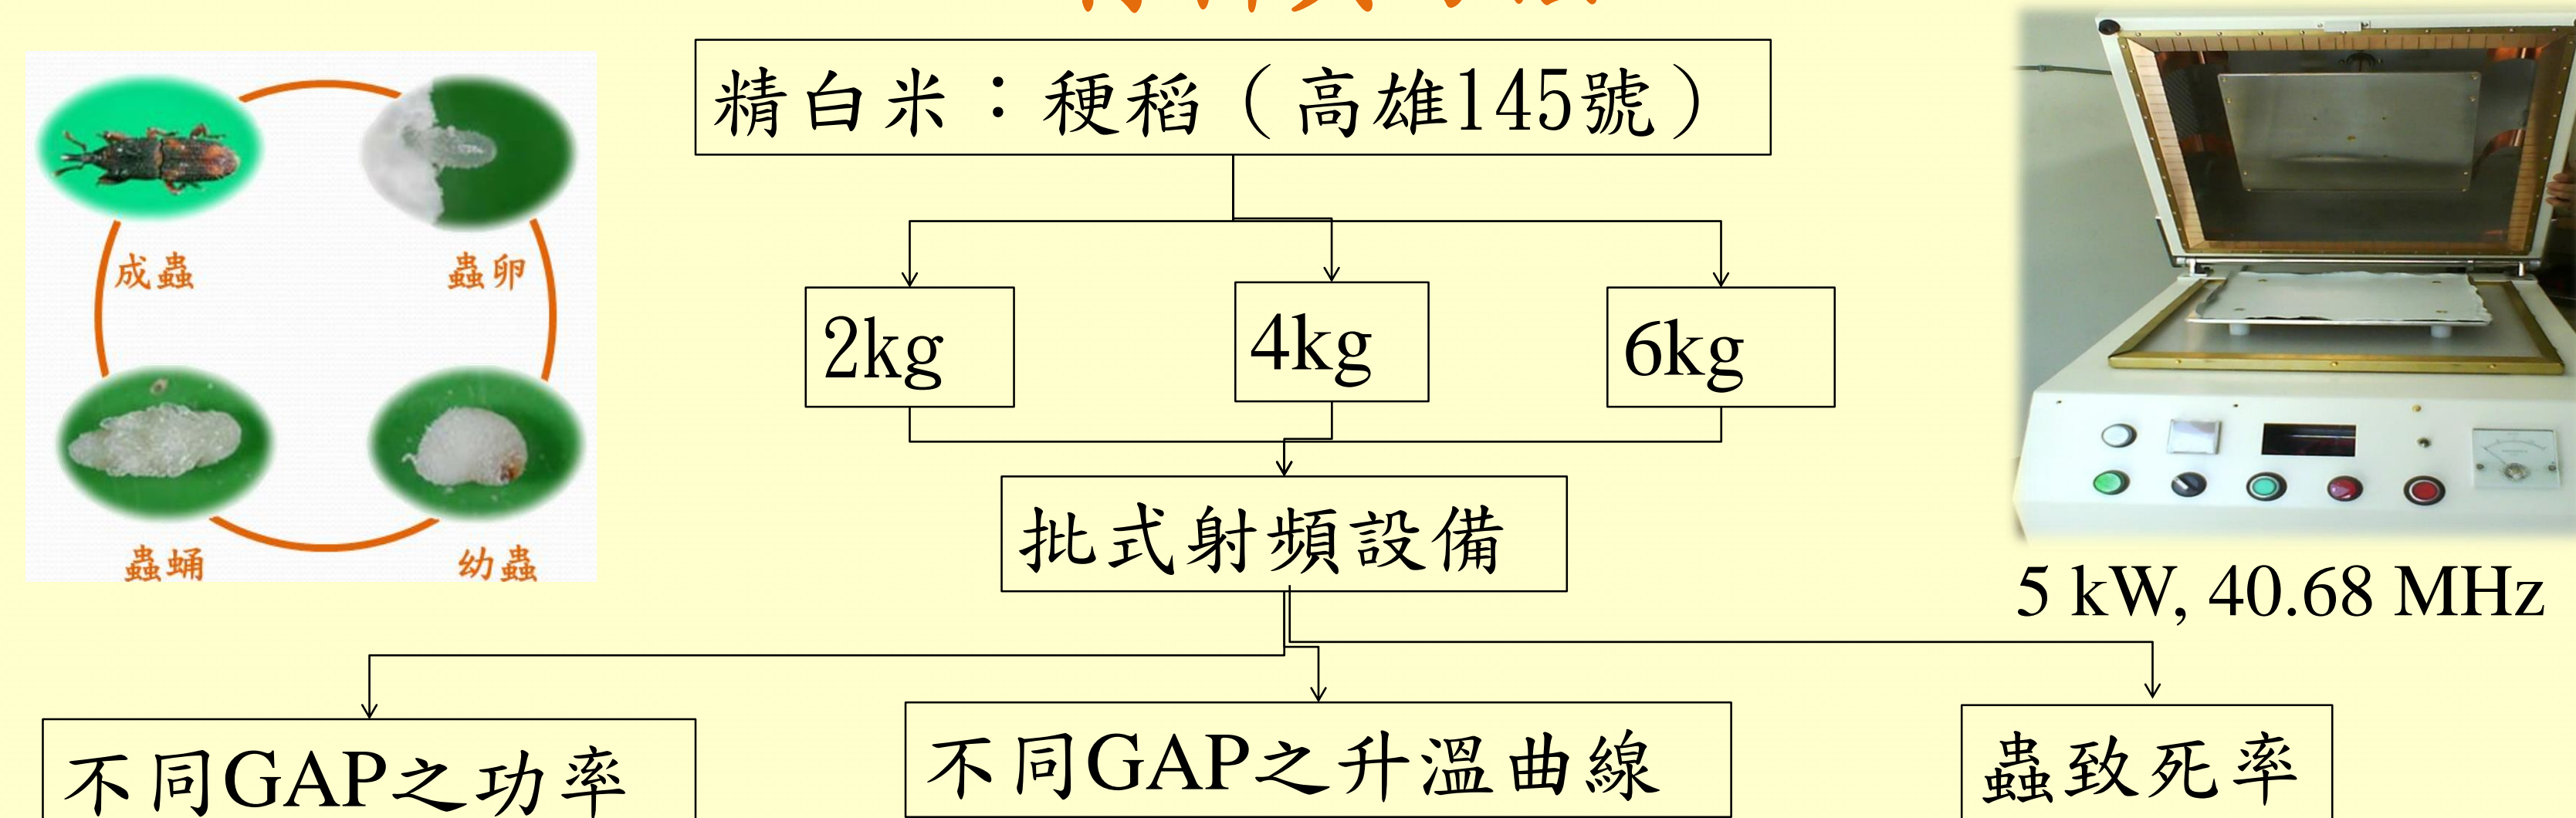 精白米：稉稻（高雄145號）
成蟲
蟲卵
蟲蛹
幼蟲
2kg
4kg
6kg
批式射頻設備
5 kW, 40.68 MHz
不同GAP之功率
不同GAP之升溫曲線
蟲致死率